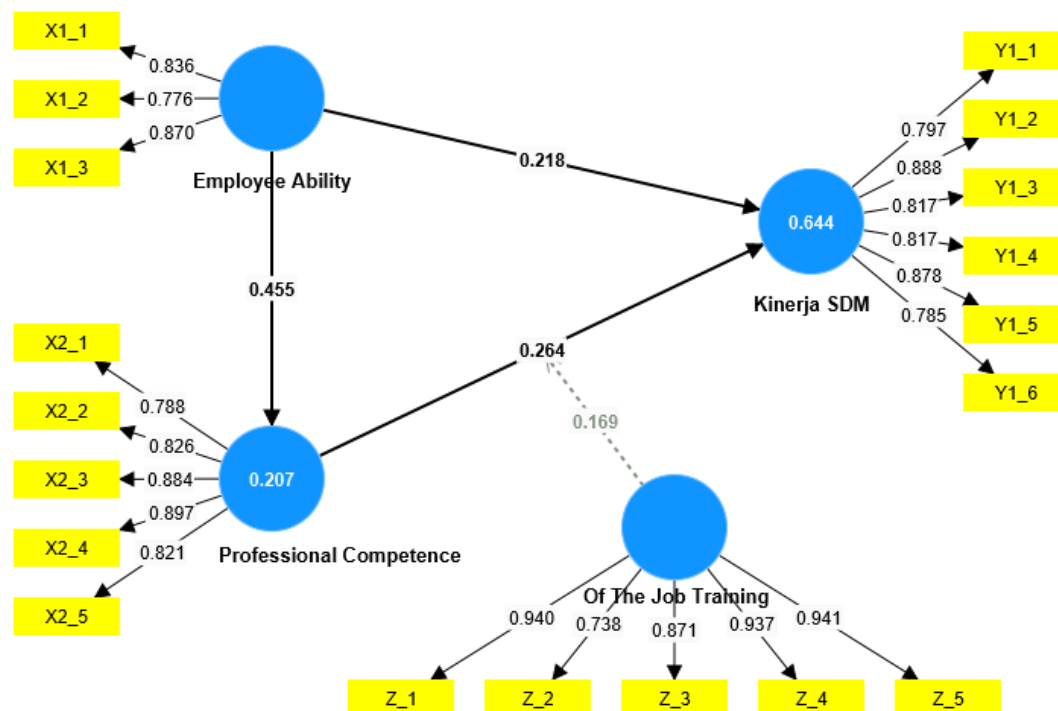 X1_1
X1_2
X1_3
0.836
0.776
0.870
Employee Ability
0.218
0.455
Y1_1
Y1_2
Y1_3
Y1_4
Y1_5
Y1_6
0.797
0.888
0.817
0.817
0.878
0.785
0.644
Kinerja SDM
0.264
0.169
X2_1
X2_2
X2_3
X2_4
X2_5
0.788
0.826
0.884
0.897
0.821
0.207
Professional Competence
Of The Job Training
0.940
0.738
0.871
0.937
0.941
Z_1
Z_2
Z_3
Z_4
Z_5